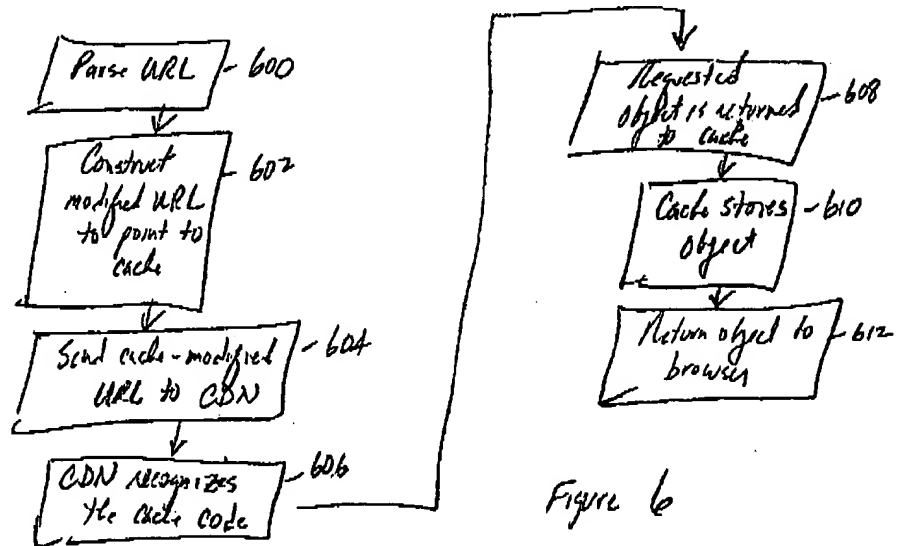 Parse URL
600
Construct
modified URL
to point to
cache
602
Send cache-modified
URL to CDN
604
CDN recognizes
the cache code
606
Requested
object is returned
to cache
608
Cache stores
object
610
Return object to
browser
612
Figure 6